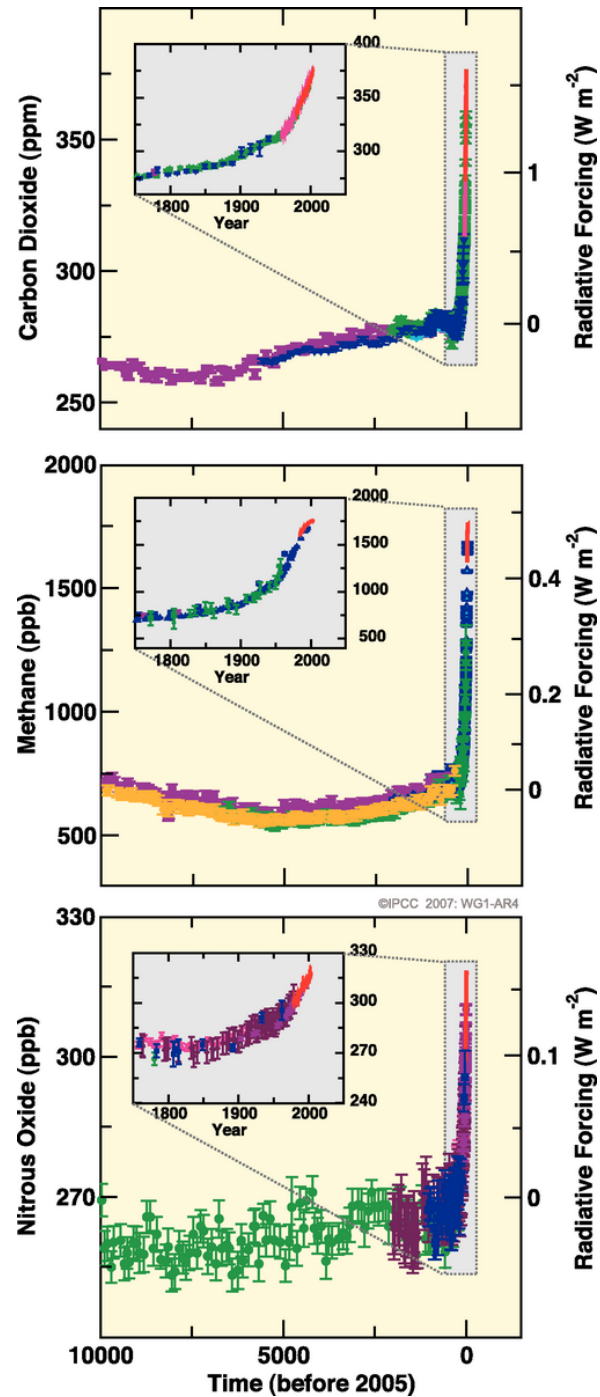 Carbon Dioxide (ppm)
350
300
250
400
350
300
1800 1900 2000
Year
1
0
Radiative Forcing (W m-2)
Methane (ppb)
2000
1500
1000
500
2000
1500
1000
500
1800 1900 2000
Year
0.4
0.2
0
Radiative Forcing (W m-2)
©IPCC 2007: WG1-AR4
Nitrous Oxide (ppb)
330
300
270
330
300
270
240
1800 1900 2000
Year
0.1
0
Radiative Forcing (W m-2)
10000 5000 0
Time (before 2005)